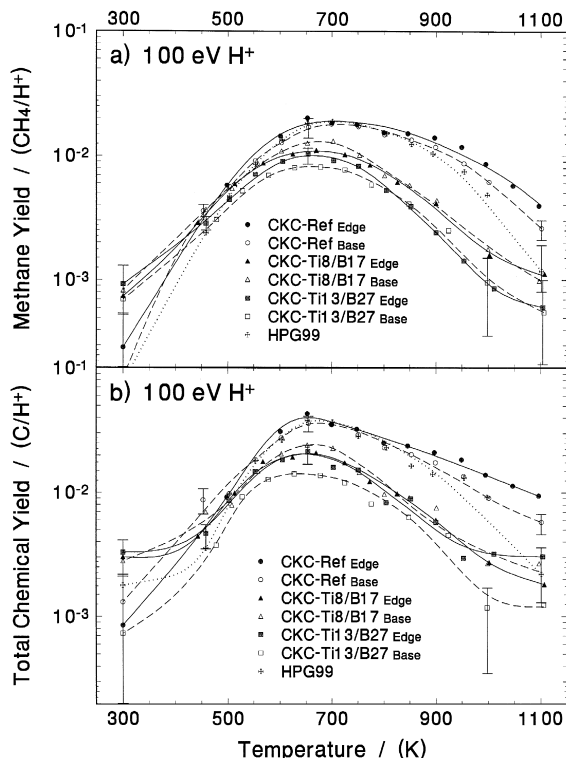 300 500 700 900 1100
10-1
a) 100 eV H+
10-2
10-3
10-1
Methane Yield / (CH4/H+)
CKC-Ref Edge
CKC-Ref Base
CKC-Ti8/B17 Edge
CKC-Ti8/B17 Base
CKC-Ti13/B27 Edge
CKC-Ti13/B27 Base
HPG99
b) 100 eV H+
10-2
10-3
Total Chemical Yield / (C/H+)
CKC-Ref Edge
CKC-Ref Base
CKC-Ti8/B17 Edge
CKC-Ti8/B17 Base
CKC-Ti13/B27 Edge
CKC-Ti13/B27 Base
HPG99
300 500 700 900 1100
Temperature / (K)